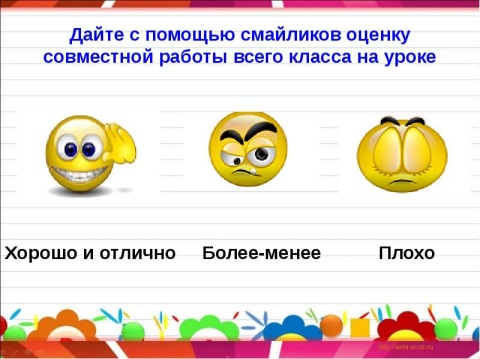 Дайте с помощью смайликов оценку
совместной работы всего класса на уроке
Хорошо и отлично Более-менее Плохо